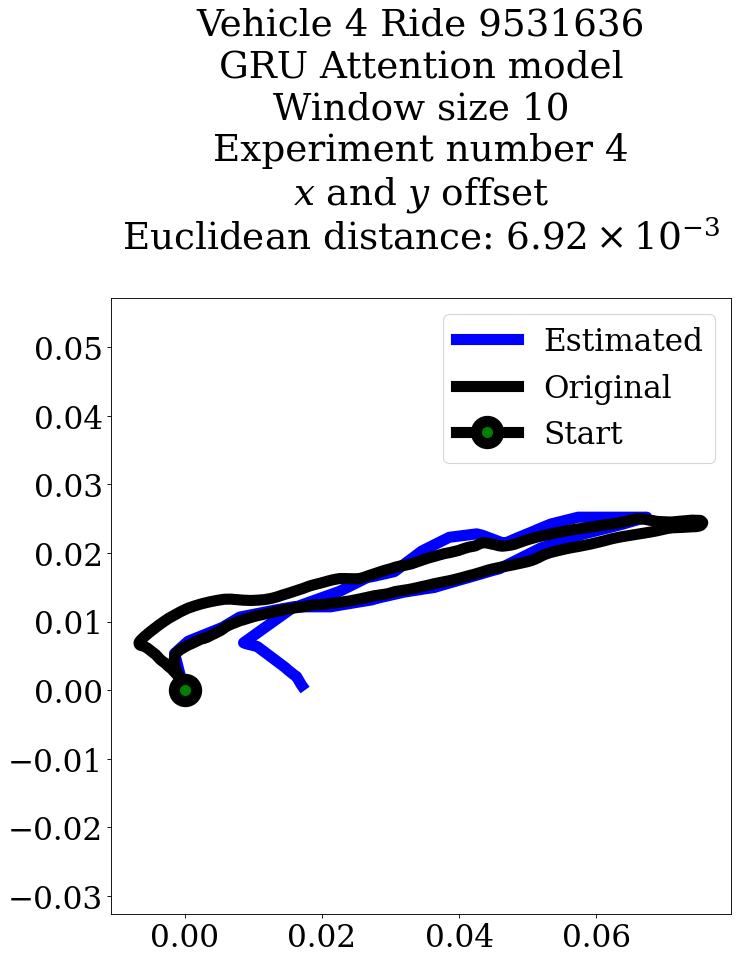 Vehicle 4 Ride 9531636
GRU Attention model
Window size 10
Experiment number 4
x and y offset
Euclidean distance: 6.92 × 10⁻³
Estimated
Original
Start
0.05
0.04
0.03
0.02
0.01
0.00
−0.01
−0.02
−0.03
0.00 0.02 0.04 0.06